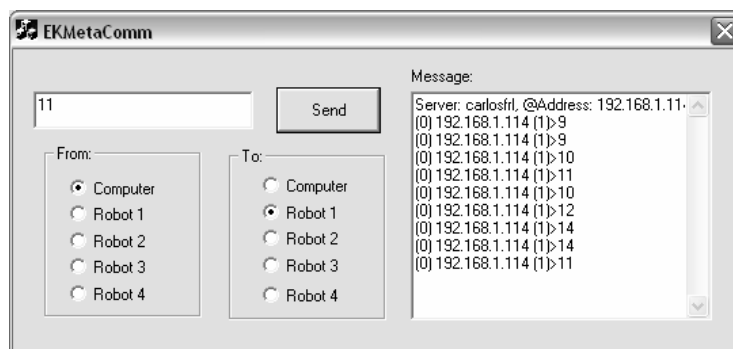 EKMetaComm
11
Send
From:
Computer
Robot 1
Robot 2
Robot 3
Robot 4
To:
Computer
Robot 1
Robot 2
Robot 3
Robot 4
Message:
Server: carlosfrl, @Address: 192.168.1.114
(0) 192.168.1.114 (1)>9
(0) 192.168.1.114 (1)>9
(0) 192.168.1.114 (1)>10
(0) 192.168.1.114 (1)>11
(0) 192.168.1.114 (1)>10
(0) 192.168.1.114 (1)>12
(0) 192.168.1.114 (1)>14
(0) 192.168.1.114 (1)>14
(0) 192.168.1.114 (1)>11